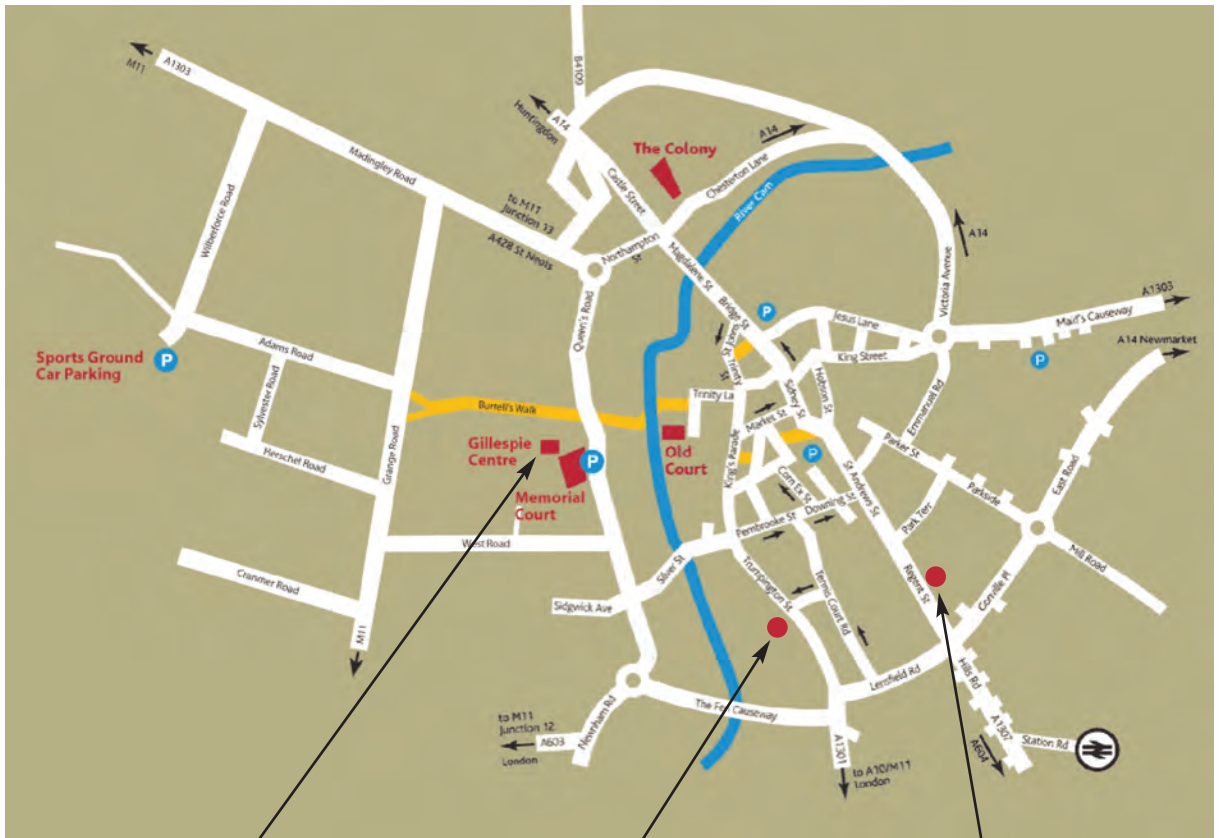 M11
A1303
B4109
Huntingdon
A14
A14
The Colony
Madingley Road
Castle Street
Chesterton Lane
River Cam
Wilberforce Road
to M11
Junction 13
A428 St Neots
Northampton
St
Magdalene St
A14
Victoria Avenue
A1303
Queen's Road
Bridge St
P
Jesus Lane
Maid's Causeway
St Johns
St
Trinity
King Street
A14 Newmarket
Sports Ground
Car Parking
P
Adams Road
P
Sylvester Road
Burrell's Walk
Trinity La
Sidney
Hobson St
Emmanuel Rd
Market St
Herschel Road
Grange Road
Gillespie
Centre
P
Old
Court
King's Parade
P
Parker St
East Road
Memorial
Court
Corn Ex St
St Andrews St
Parkside
Downing St
Pembrooke St
Park Terr
West Road
Silver St
Mill Road
Cranmer Road
Trumpington St
Tennis Court Rd
Regent St
Gonville Pl
Sidgwick Ave
M11
Lensfield Rd
Hills Rd
The Fen Causeway
Newnham Rd
to M11
Junction 12
A603
London
A1301
to A10/M11
London
A1307
A604
Station Rd